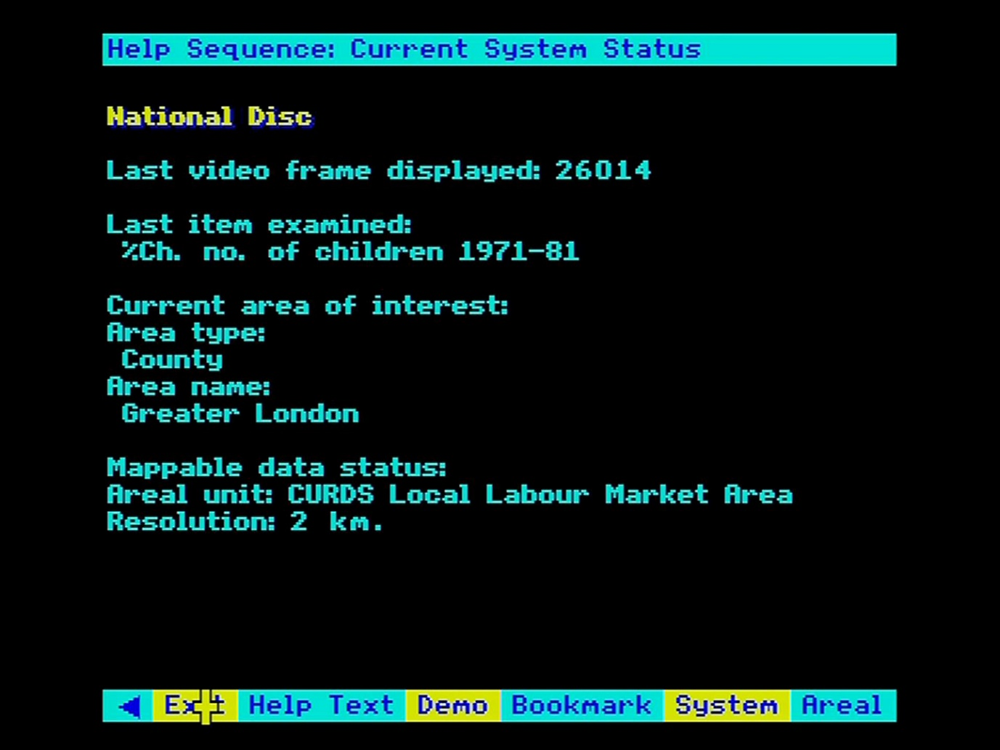 Help Sequence: Current System Status
National Disc
Last video frame displayed: 26014
Last item examined:
%Ch. no. of children 1971-81
Current area of interest:
Area type:
County
Area name:
Greater London
Mappable data status:
Areal unit: CURDS Local Labour Market Area
Resolution: 2 km.
◀ Exit Help Text Demo Bookmark System Areal